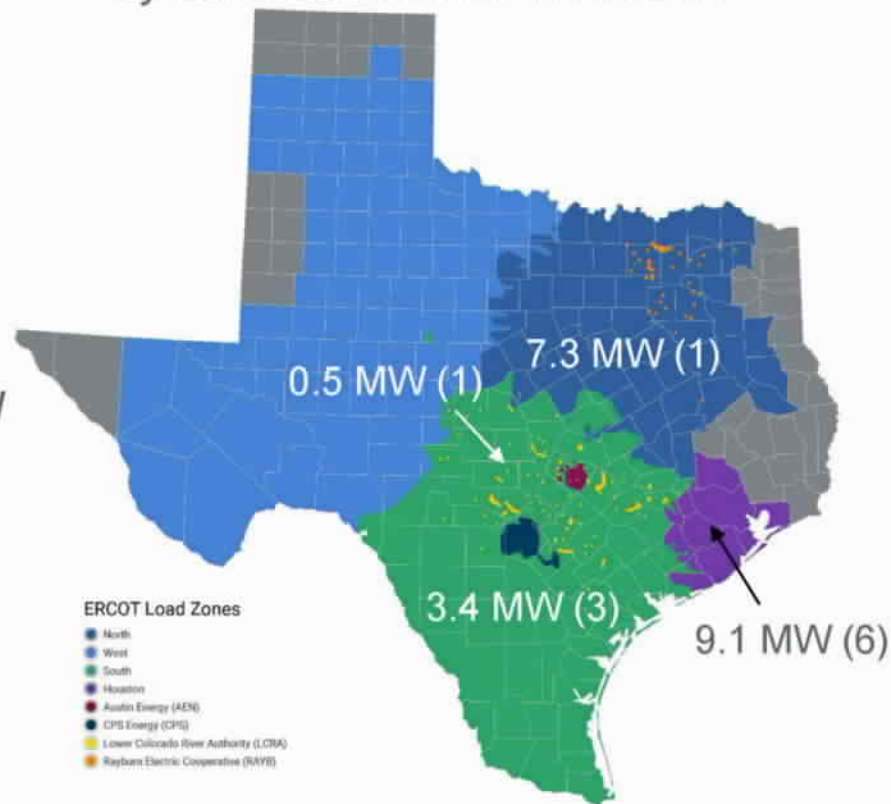 7.3 MW (1)
0.5 MW (1)
3.4 MW (3)
9.1 MW (6)
ERCOT Load Zones
North
West
South
Houston
Austin Energy (AEN)
CPS Energy (CPS)
Lower Colorado River Authority (LCRA)
Rayburn Electric Cooperative (RAYB)